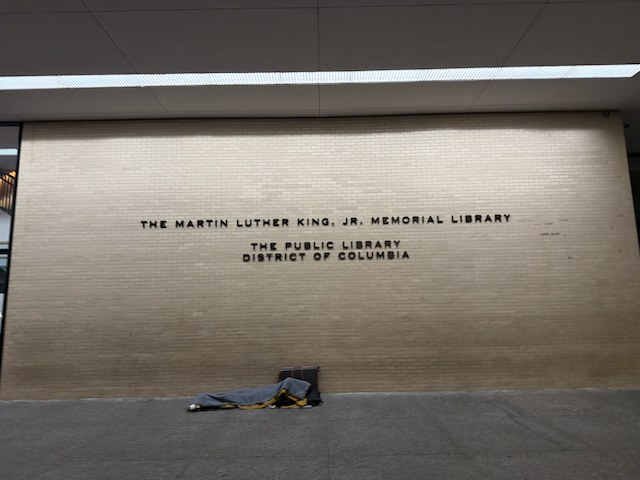 THE MARTIN LUTHER KING, JR. MEMORIAL LIBRARY
THE PUBLIC LIBRARY
DISTRICT OF COLUMBIA